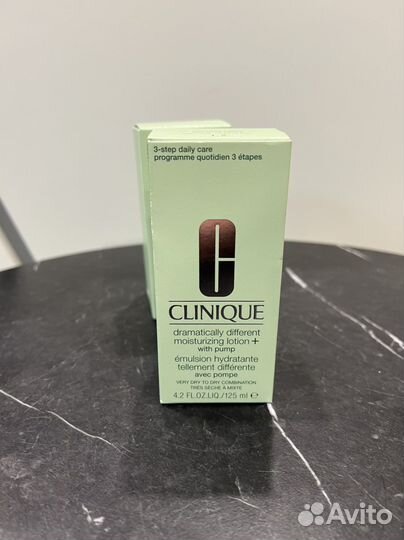 3-step daily care
programme quotidien 3 étapes
CLINIQUE
dramatically different
moisturizing lotion +
with pump
émulsion hydratante
tellement différente
avec pompe
VERY DRY TO DRY COMBINATION
TRÈS SÈCHE À MIXTE
4.2 FL.OZ.LIQ./125 ml ℮
Avito